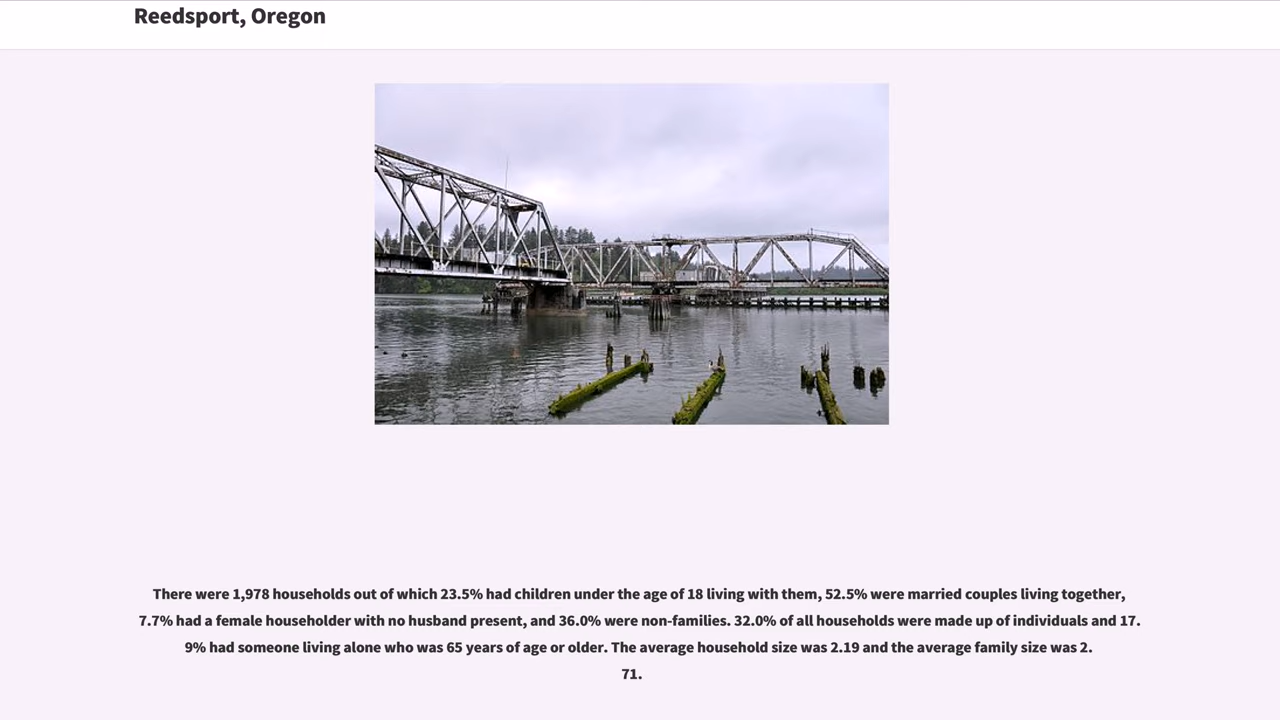 Reedsport, Oregon
There were 1,978 households out of which 23.5% had children under the age of 18 living with them, 52.5% were married couples living together,
7.7% had a female householder with no husband present, and 36.0% were non-families. 32.0% of all households were made up of individuals and 17.
9% had someone living alone who was 65 years of age or older. The average household size was 2.19 and the average family size was 2.
71.